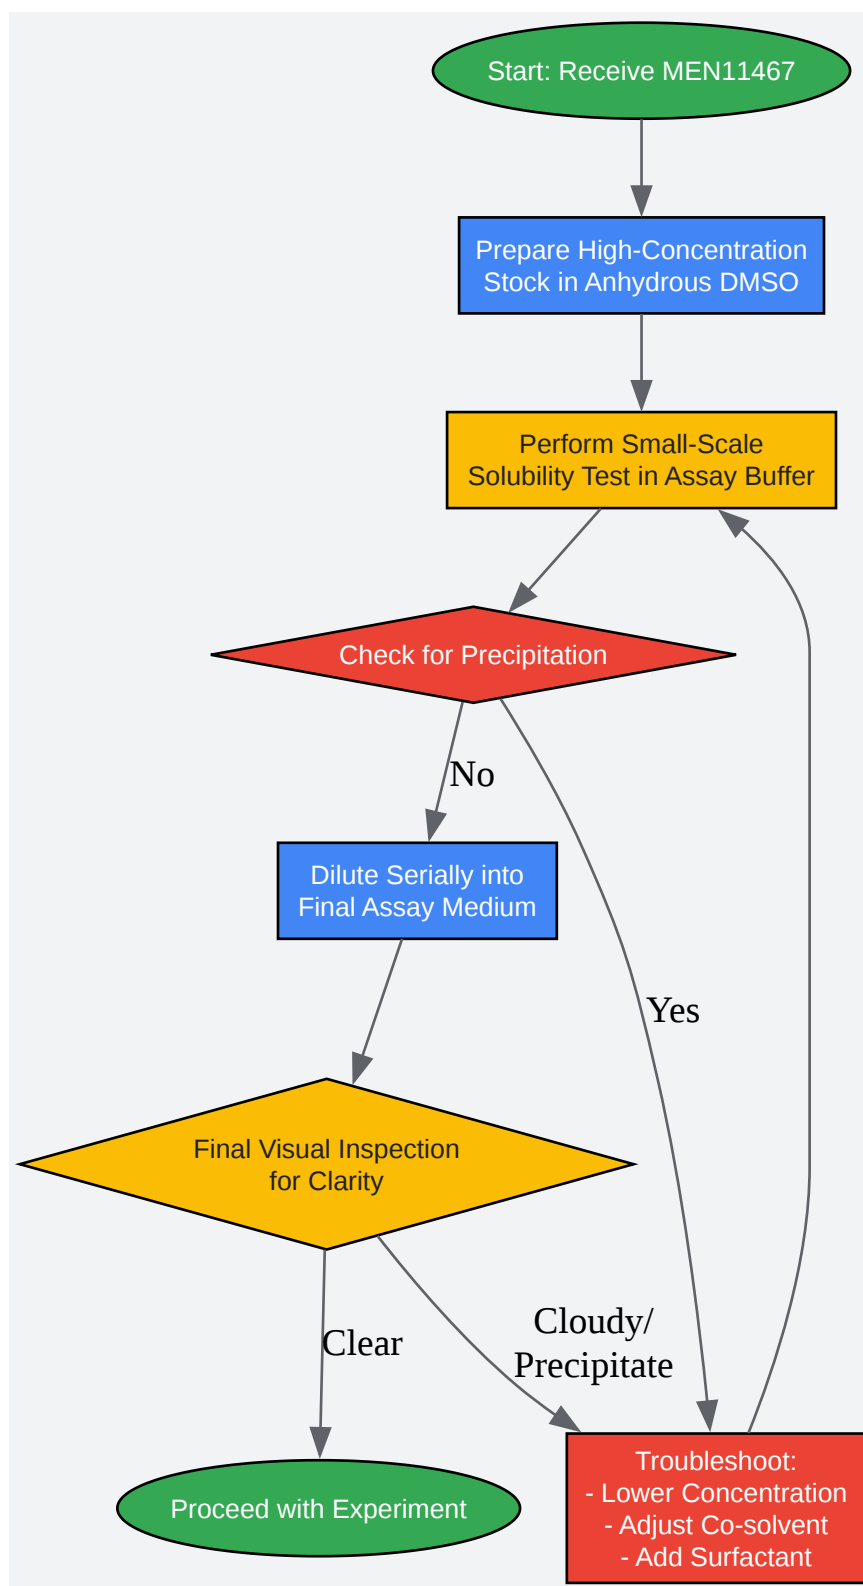 Start: Receive MEN11467
Prepare High-Concentration
Stock in Anhydrous DMSO
Perform Small-Scale
Solubility Test in Assay Buffer
Check for Precipitation
No
Dilute Serially into
Final Assay Medium
Yes
Final Visual Inspection
for Clarity
Clear
Cloudy/
Precipitate
Proceed with Experiment
Troubleshoot:
- Lower Concentration
- Adjust Co-solvent
- Add Surfactant